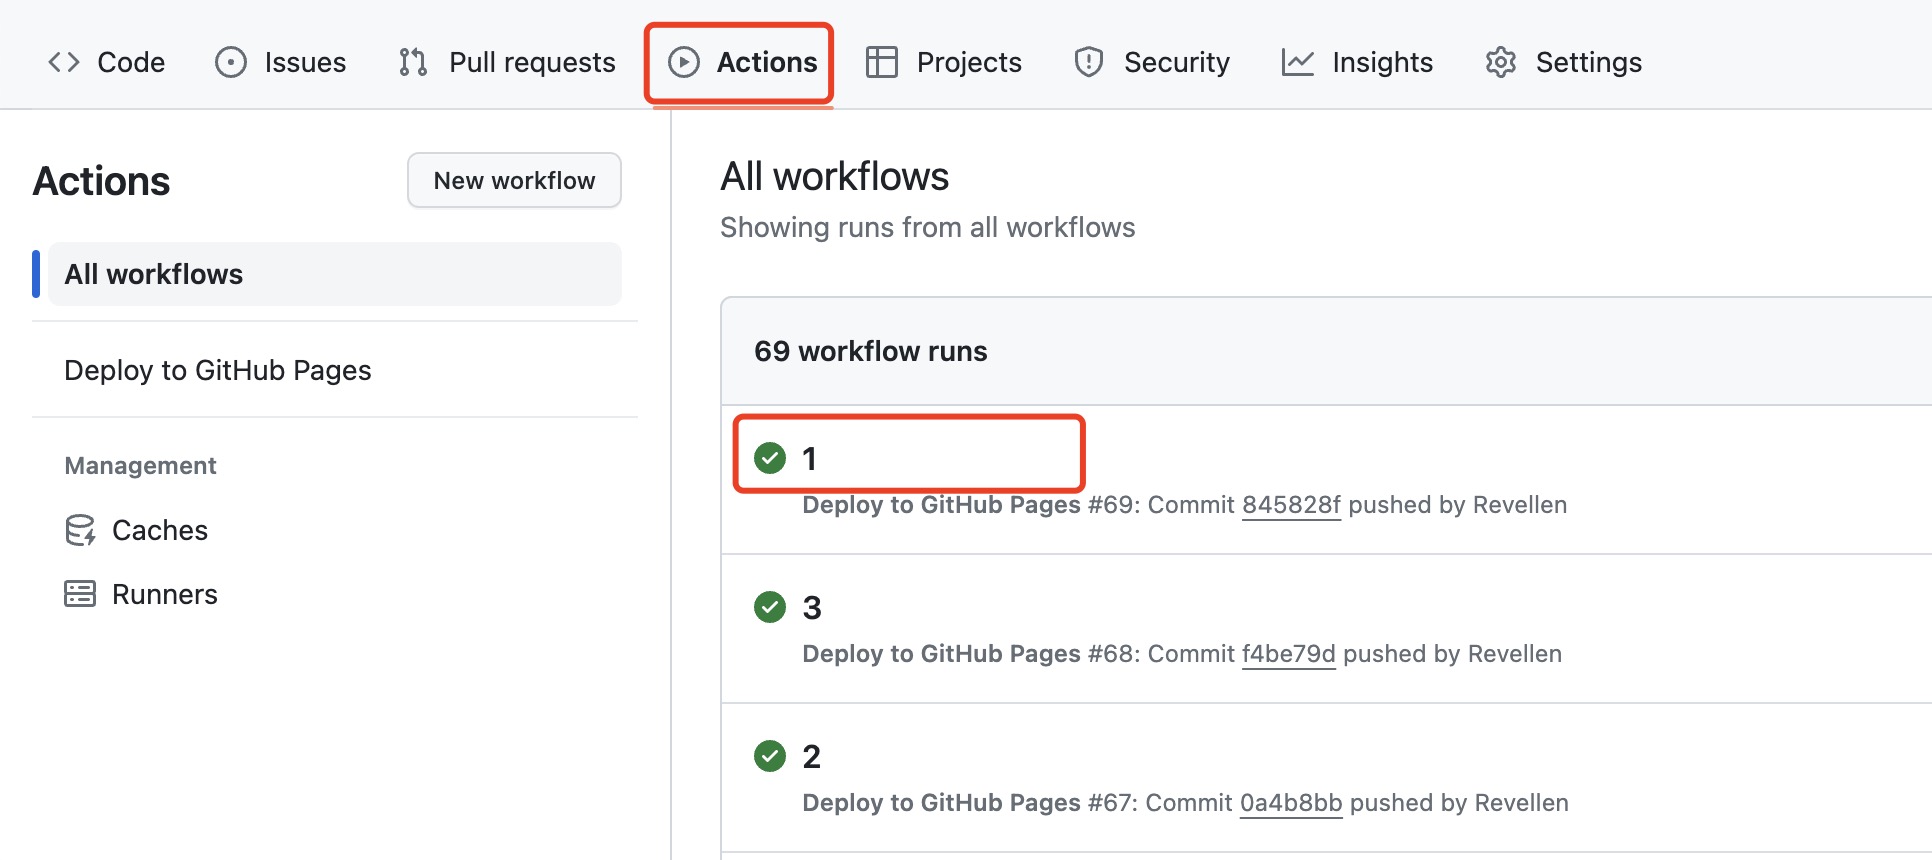 Code Issues Pull requests Actions Projects Security Insights Settings
Actions
New workflow
All workflows
Deploy to GitHub Pages
Management
Caches
Runners
All workflows
Showing runs from all workflows
69 workflow runs
1
Deploy to GitHub Pages #69: Commit 845828f pushed by Revellen
3
Deploy to GitHub Pages #68: Commit f4be79d pushed by Revellen
2
Deploy to GitHub Pages #67: Commit 0a4b8bb pushed by Revellen